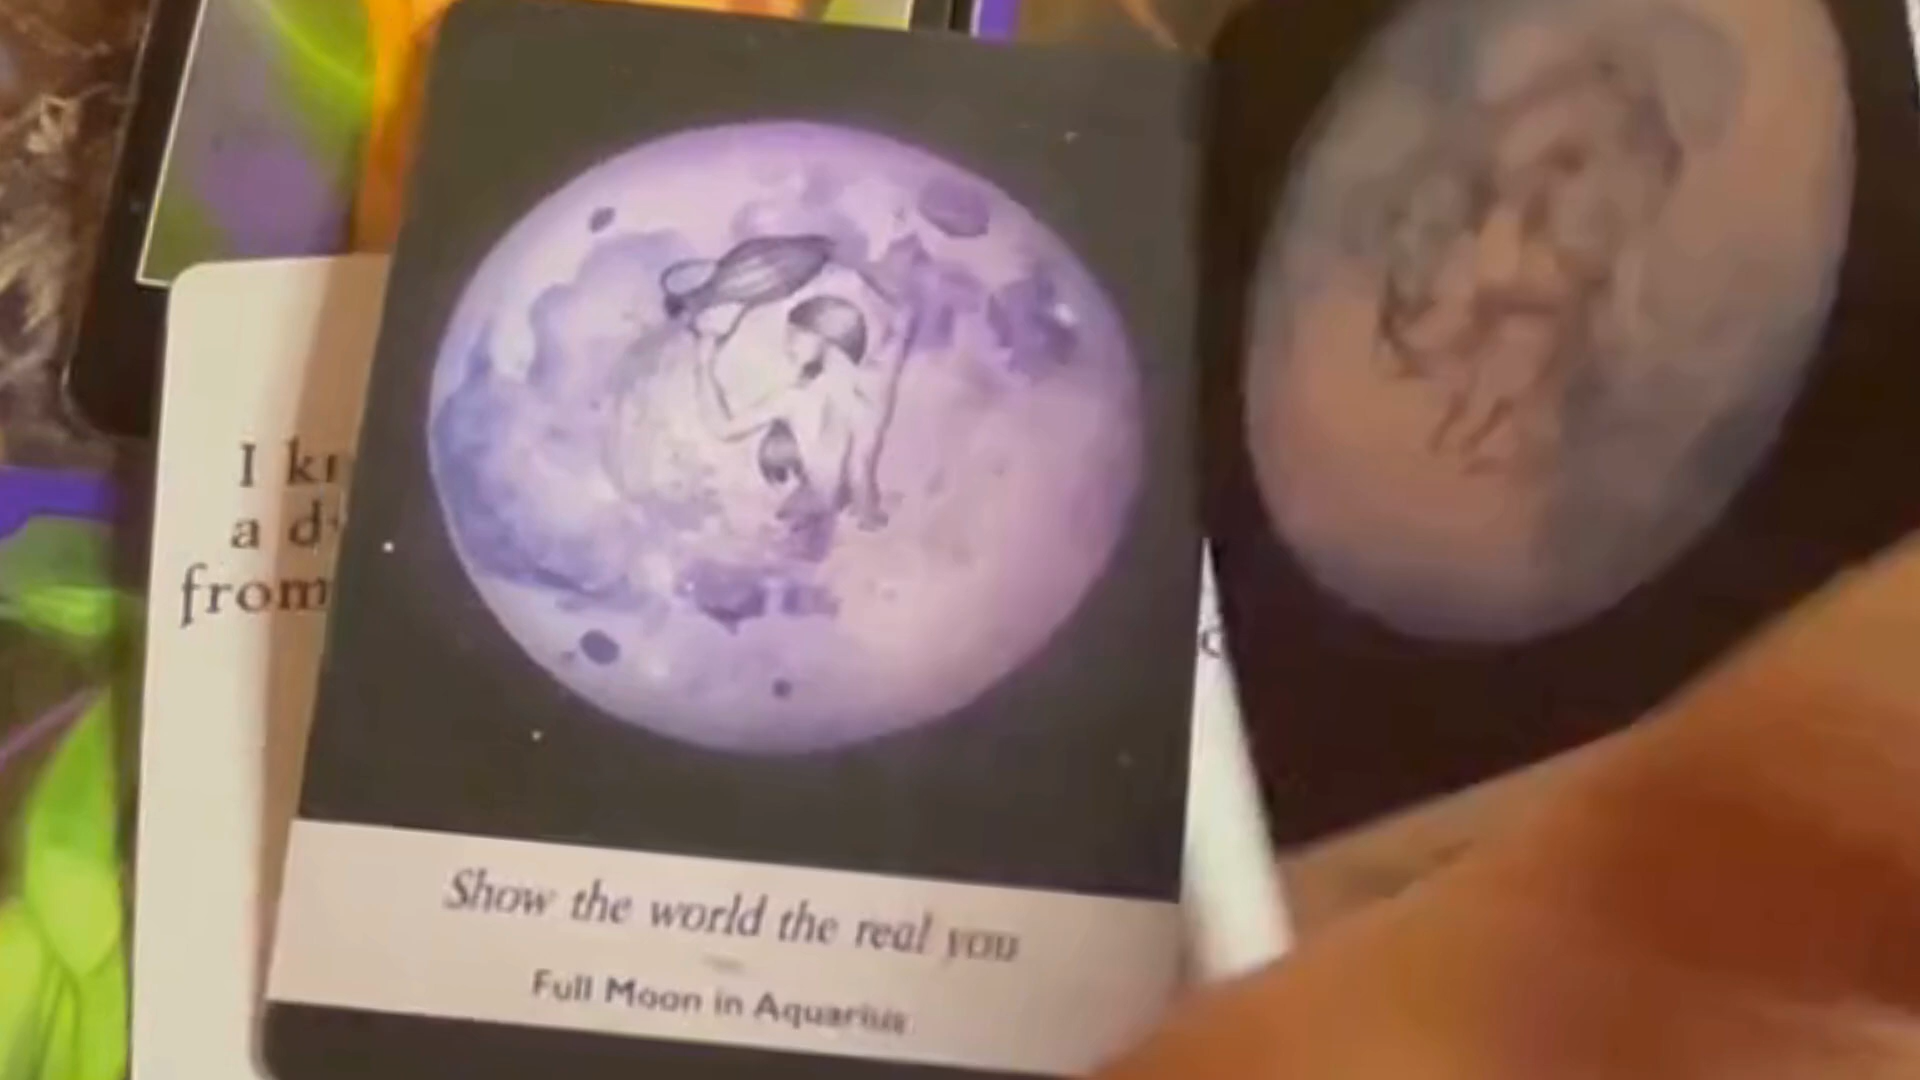 I
a
from
Show the world the real you
Full Moon in Aquarius